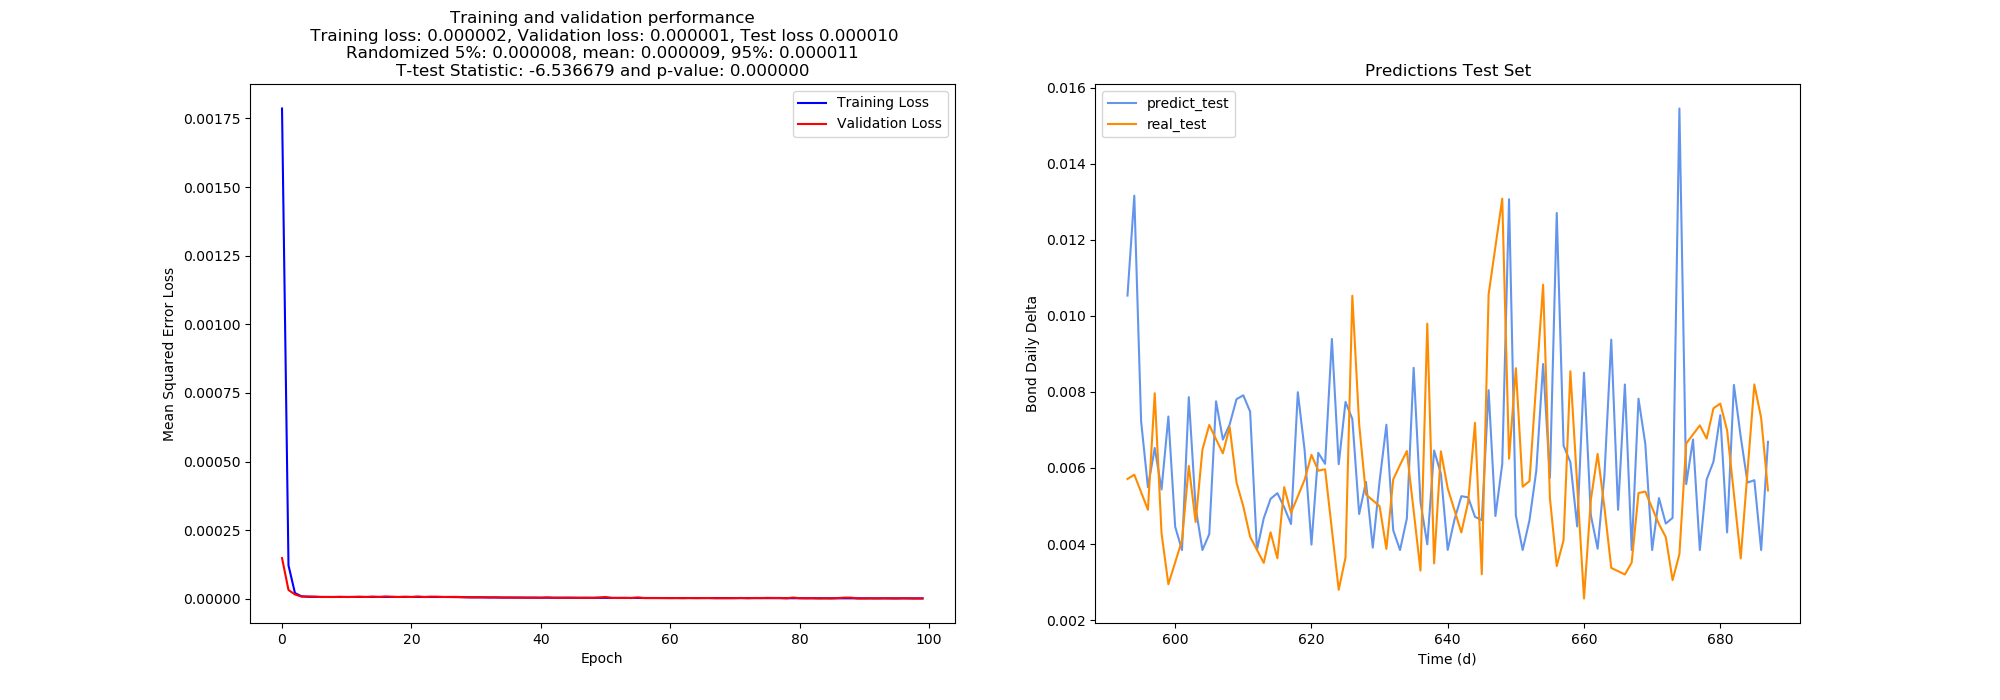 Training and validation performance
Training loss: 0.000002, Validation loss: 0.000001, Test loss 0.000010
Randomized 5%: 0.000008, mean: 0.000009, 95%: 0.000011
T-test Statistic: -6.536679 and p-value: 0.000000
Training Loss
Validation Loss
0.00175
0.00150
0.00125
0.00100
0.00075
0.00050
0.00025
0.00000
Mean Squared Error Loss
0
20
40
60
80
100
Epoch
Predictions Test Set
predict_test
real_test
0.016
0.014
0.012
0.010
0.008
0.006
0.004
0.002
Bond Daily Delta
600
620
640
660
680
Time (d)